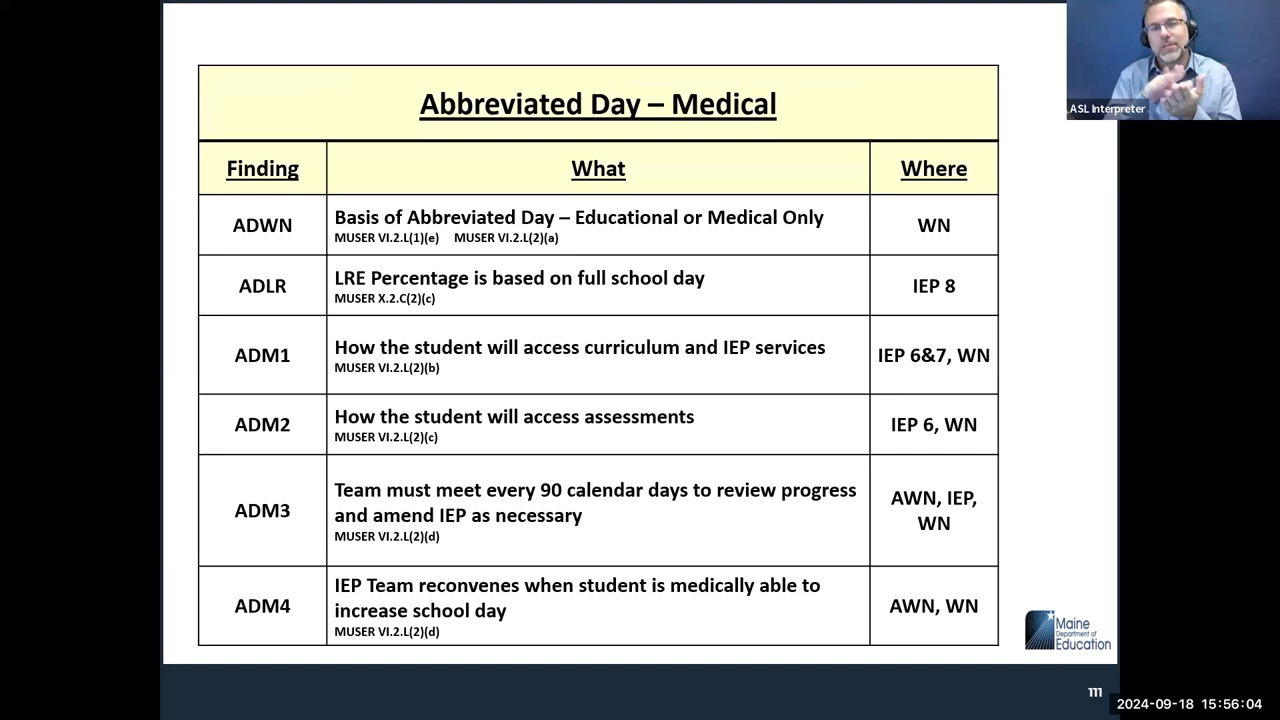 Abbreviated Day – Medical
Finding What Where
ADWN Basis of Abbreviated Day – Educational or Medical Only WN
MUSER VI.2.L(1)(e) MUSER VI.2.L(2)(a)
ADLR LRE Percentage is based on full school day IEP 8
MUSER X.2.C(2)(c)
ADM1 How the student will access curriculum and IEP services IEP 6&7, WN
MUSER VI.2.L(2)(b)
ADM2 How the student will access assessments IEP 6, WN
MUSER VI.2.L(2)(c)
ADM3 Team must meet every 90 calendar days to review progress AWN, IEP,
and amend IEP as necessary WN
MUSER VI.2.L(2)(d)
ADM4 IEP Team reconvenes when student is medically able to AWN, WN
increase school day
MUSER VI.2.L(2)(d)
ASL Interpreter
Maine
Department of
Education
111
2024-09-18 15:56:04